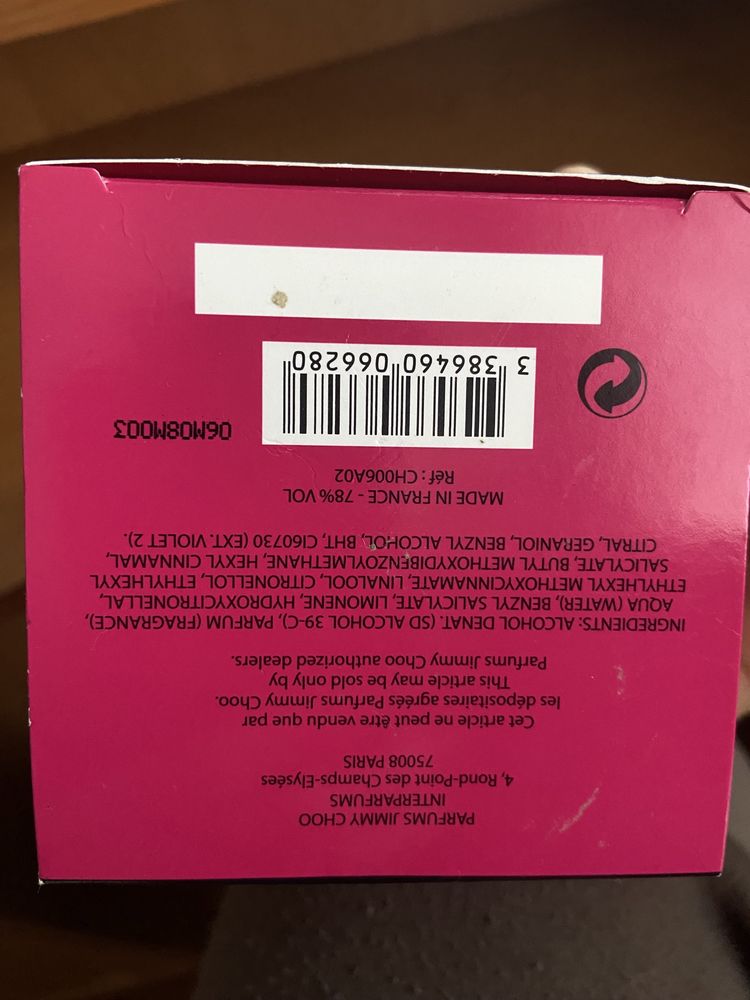 PARFUMS JIMMY CHOO
INTERPARFUMS
4, Rond-Point des Champs-Elysées
75008 PARIS
Cet article ne peut être vendu que par
les dépositaires agréés Parfums Jimmy Choo.
This article may be sold only by
Parfums Jimmy Choo authorized dealers.
INGREDIENTS: ALCOHOL DENAT. (SD ALCOHOL 39-C), PARFUM (FRAGRANCE),
AQUA (WATER), BENZYL SALICYLATE, LIMONENE, HYDROXYCITRONELLAL,
ETHYLHEXYL METHOXYCINNAMATE, LINALOOL, CITRONELLOL, ETHYLHEXYL
SALICYLATE, BUTYL METHOXYDIBENZOYLMETHANE, HEXYL CINNAMAL,
CITRAL, GERANIOL, BENZYL ALCOHOL, BHT, CI60730 (EXT. VIOLET 2).
MADE IN FRANCE - 78% VOL
Réf : CH006A02
06M08M003
3 386460 066280